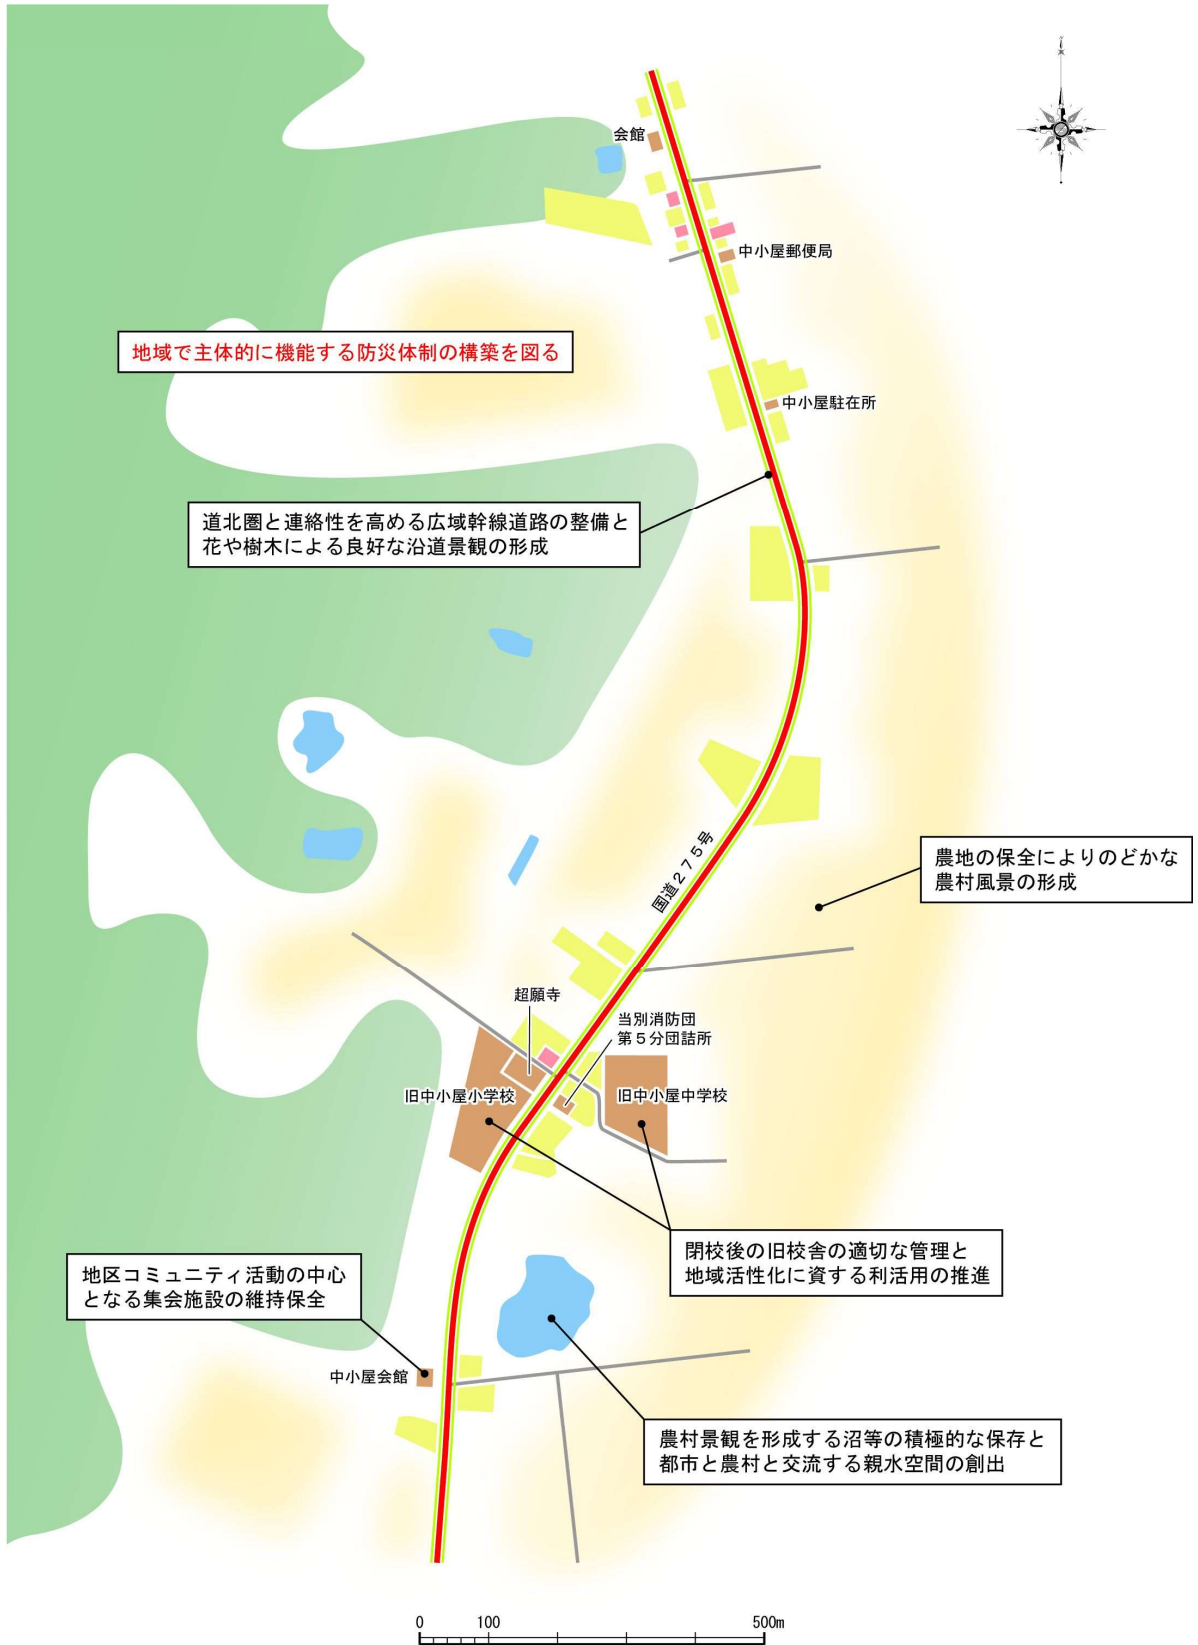 会館
中小屋郵便局
地域で主体的に機能する防災体制の構築を図る
中小屋駐在所
道北圏と連絡性を高める広域幹線道路の整備と
花や樹木による良好な沿道景観の形成
国道275号
農地の保全によりのどかな
農村風景の形成
超願寺
当別消防団
第5分団詰所
旧中小屋小学校
旧中小屋中学校
閉校後の旧校舎の適切な管理と
地域活性化に資する利活用の推進
地区コミュニティ活動の中心
となる集会施設の維持保全
中小屋会館
農村景観を形成する沼等の積極的な保存と
都市と農村と交流する親水空間の創出
0 100 500m